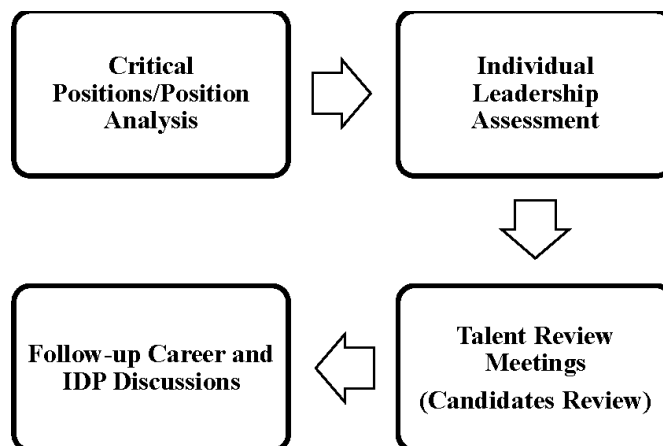 Critical
Positions/Position
Analysis
Individual
Leadership
Assessment
Talent Review
Meetings
(Candidates Review)
Follow-up Career and
IDP Discussions